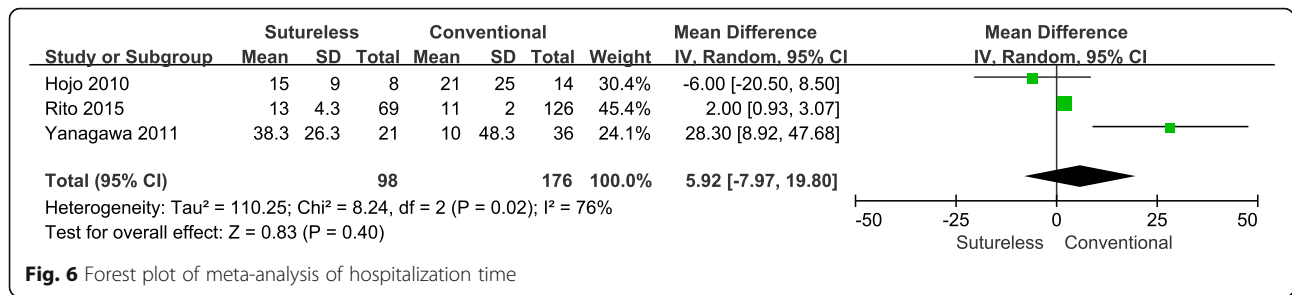 Sutureless Conventional Mean Difference Mean Difference
Study or Subgroup Mean SD Total Mean SD Total Weight IV, Random, 95% CI IV, Random, 95% CI
Hojo 2010 15 9 8 21 25 14 30.4% -6.00 [-20.50, 8.50]
Rito 2015 13 4.3 69 11 2 126 45.4% 2.00 [0.93, 3.07]
Yanagawa 2011 38.3 26.3 21 10 48.3 36 24.1% 28.30 [8.92, 47.68]
Total (95% CI) 98 176 100.0% 5.92 [-7.97, 19.80]
Heterogeneity: Tau² = 110.25; Chi² = 8.24, df = 2 (P = 0.02); I² = 76%
Test for overall effect: Z = 0.83 (P = 0.40)
-50 -25 0 25 50
Sutureless Conventional
Fig. 6 Forest plot of meta-analysis of hospitalization time